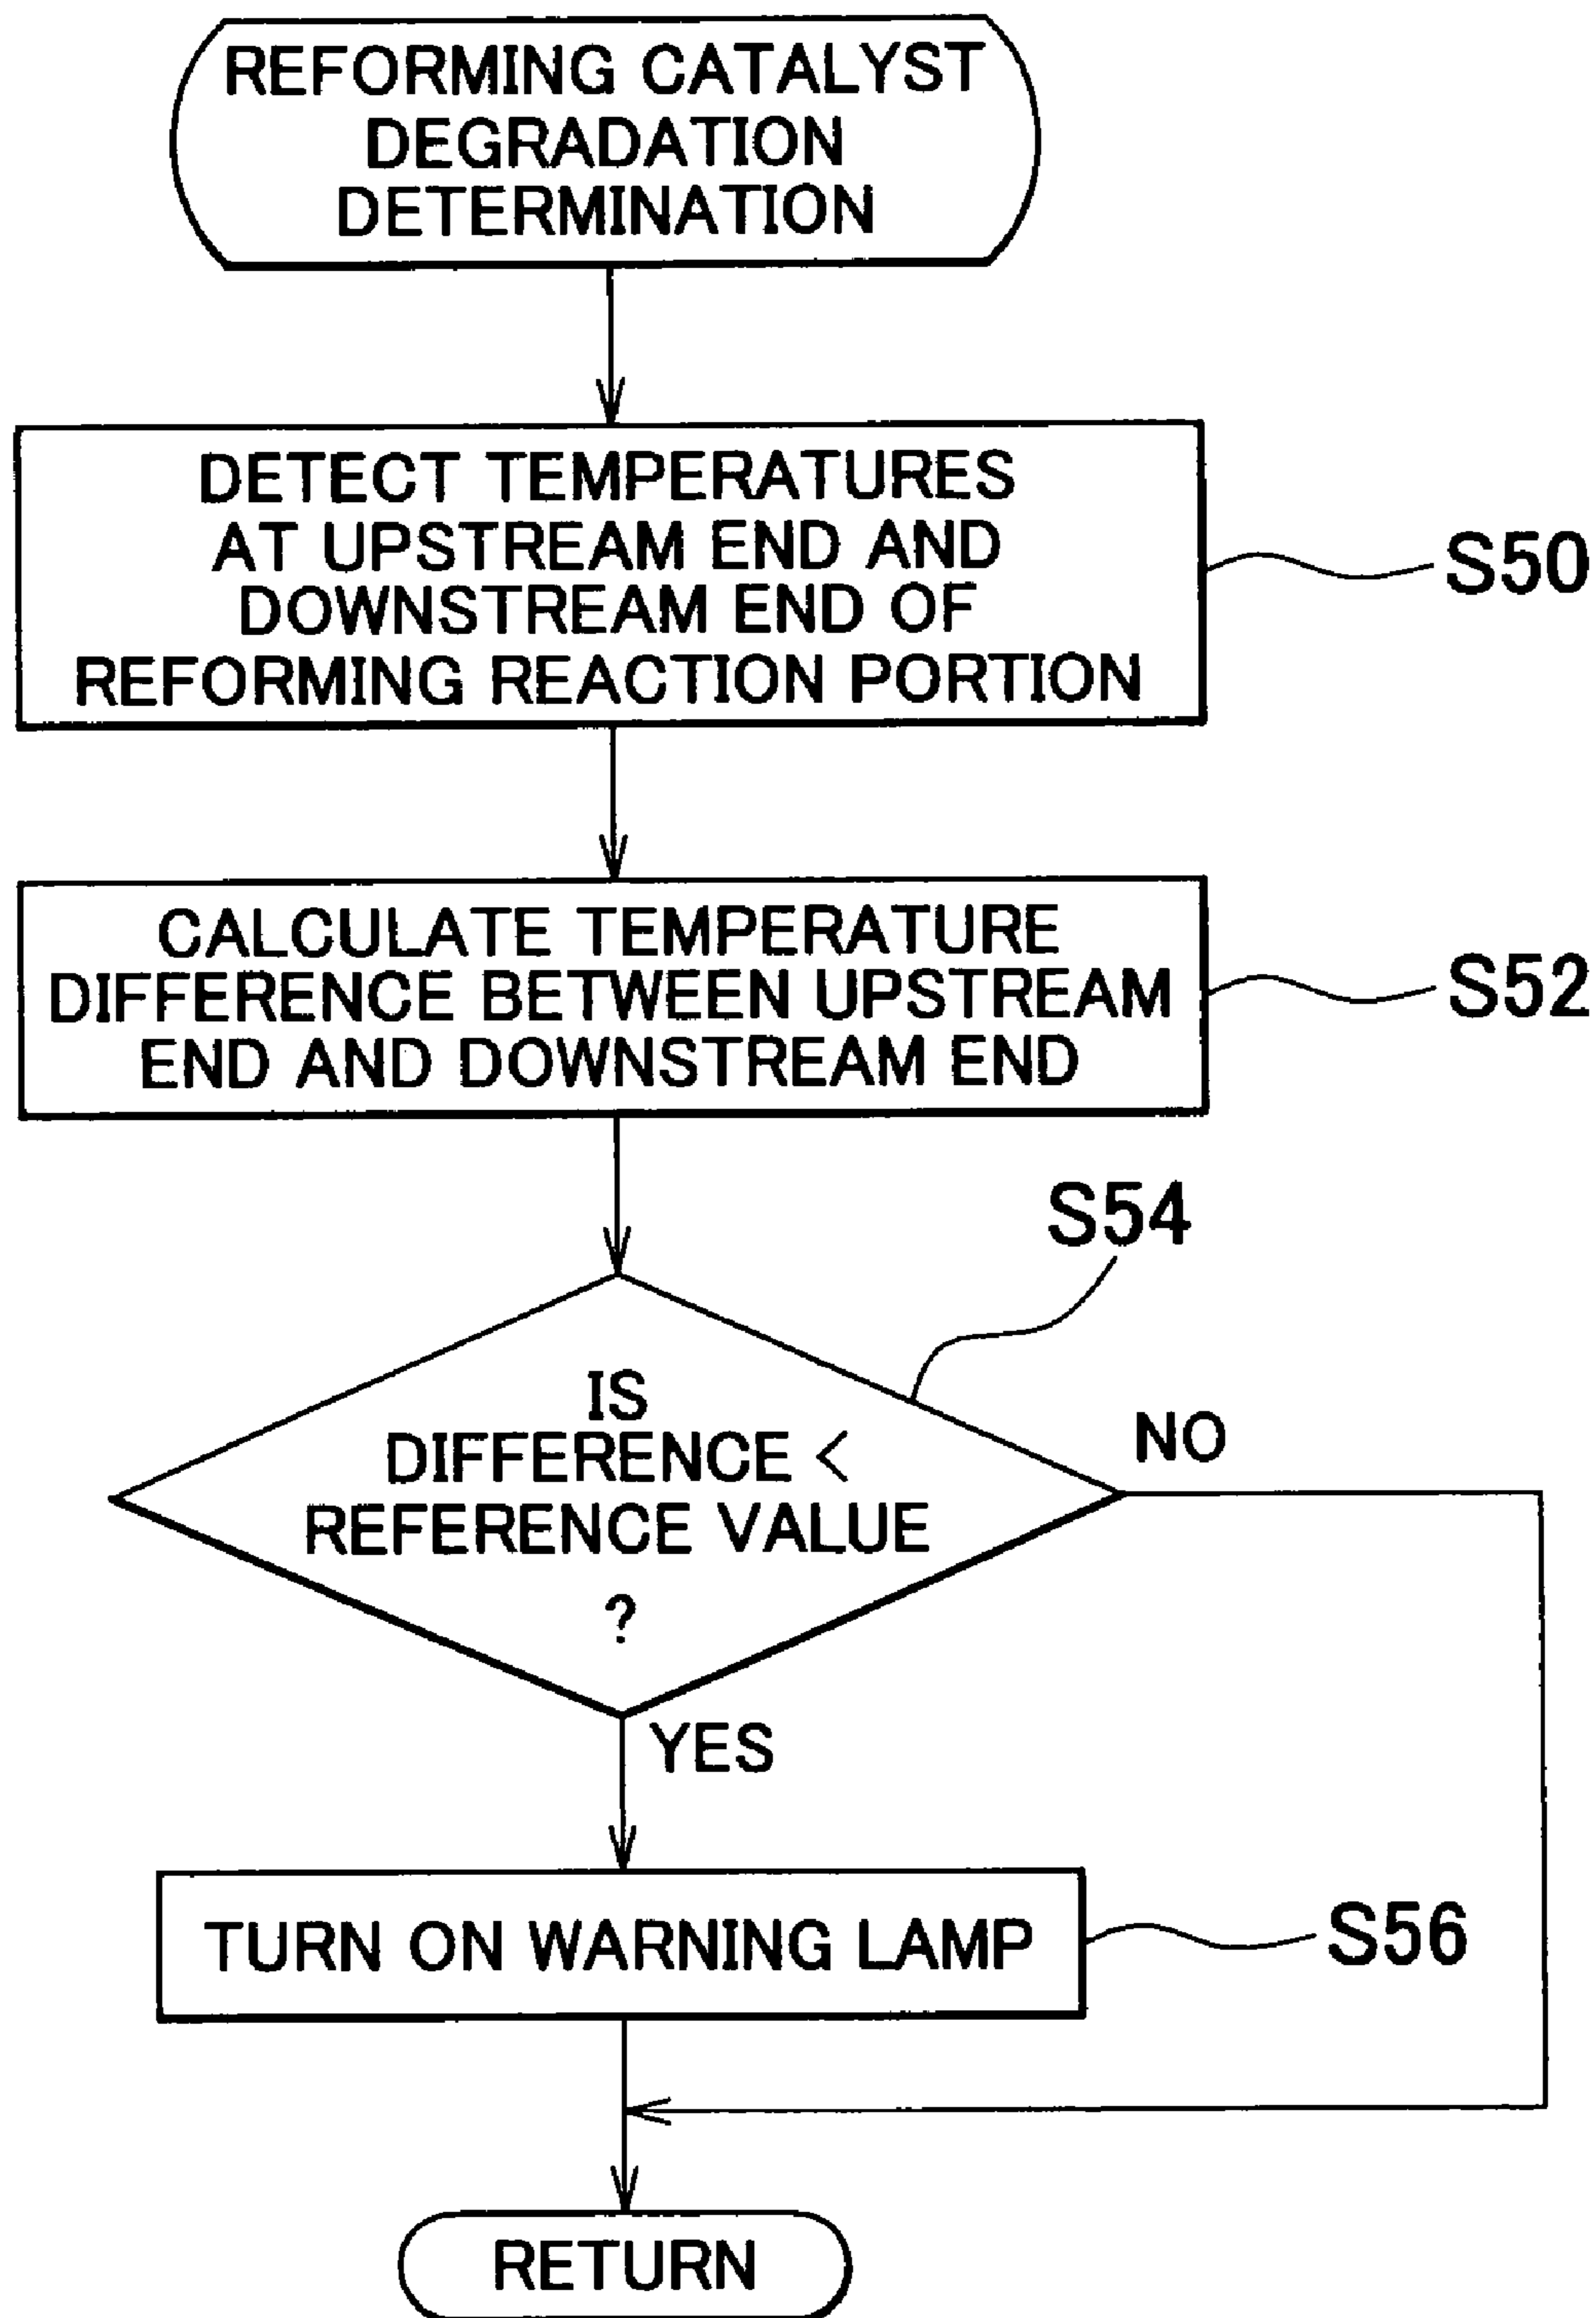 REFORMING CATALYST
DEGRADATION
DETERMINATION
DETECT TEMPERATURES
AT UPSTREAM END AND
DOWNSTREAM END OF
REFORMING REACTION PORTION
S50
CALCULATE TEMPERATURE
DIFFERENCE BETWEEN UPSTREAM
END AND DOWNSTREAM END
S52
S54
IS
DIFFERENCE <
REFERENCE VALUE
?
NO
YES
TURN ON WARNING LAMP
S56
RETURN